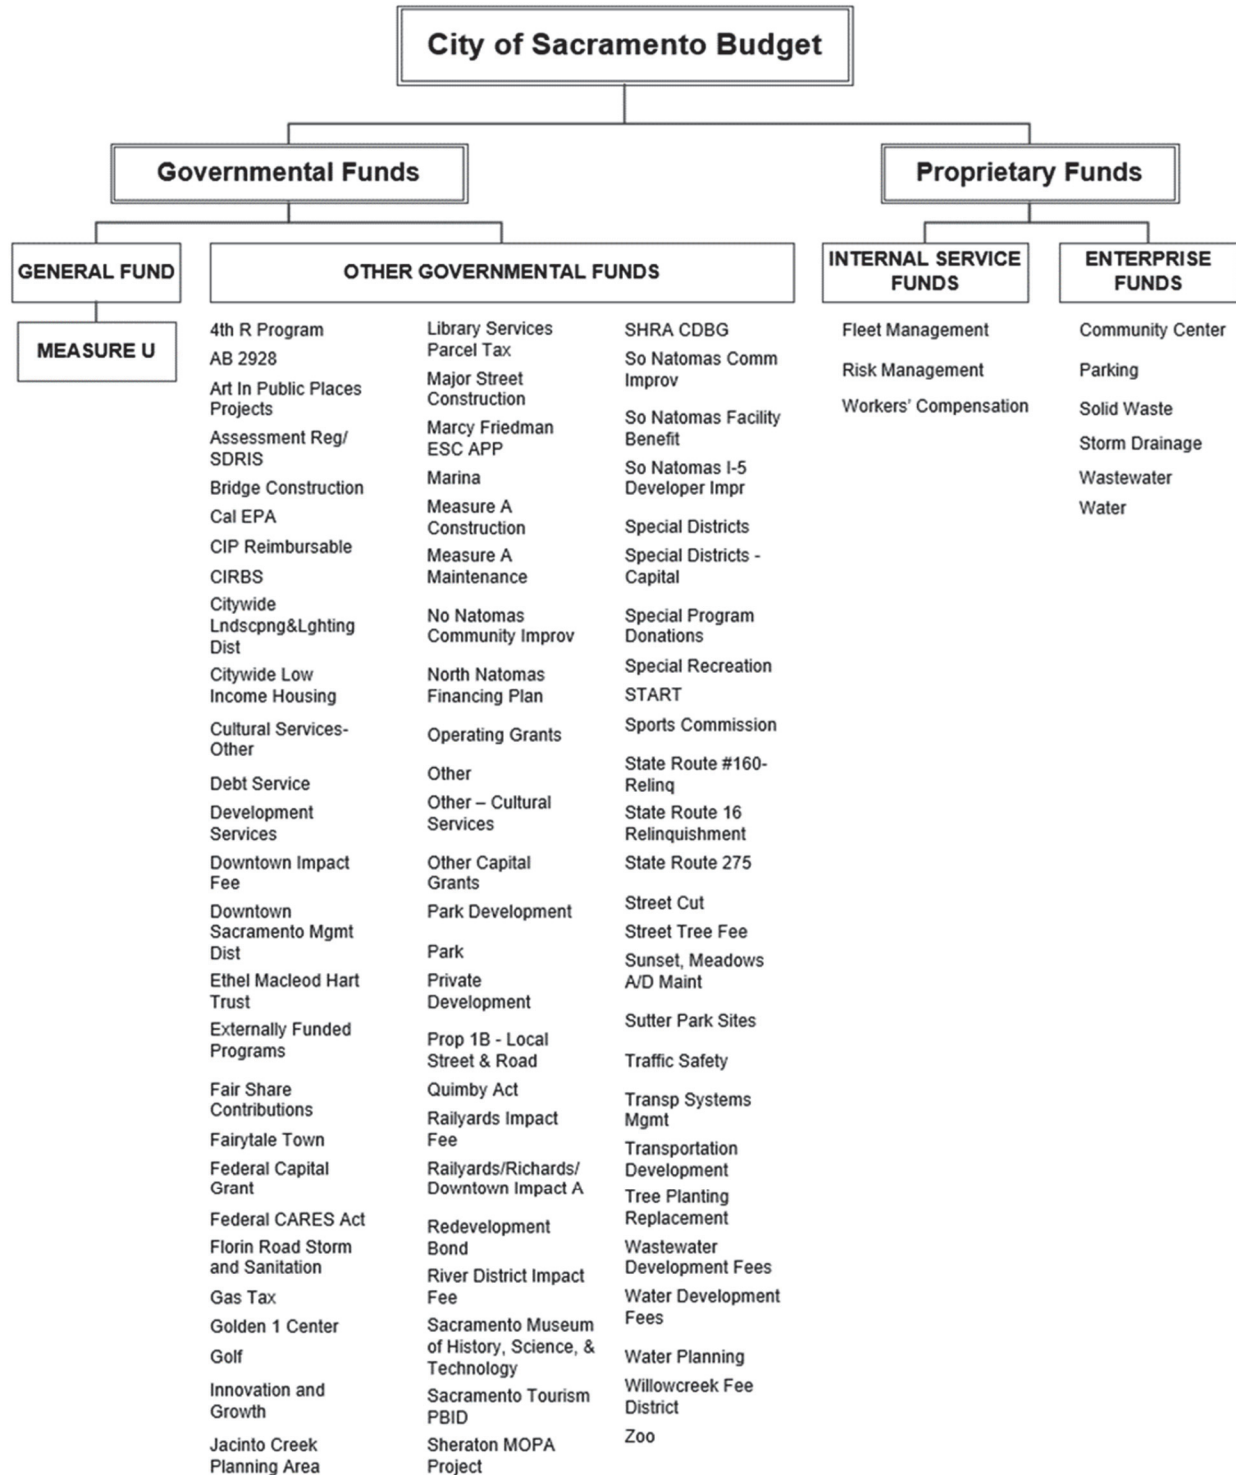 City of Sacramento Budget
Governmental Funds
Proprietary Funds
GENERAL FUND
MEASURE U
OTHER GOVERNMENTAL FUNDS
4th R Program
AB 2928
Art In Public Places
Projects
Assessment Reg/
SDRIS
Bridge Construction
Cal EPA
CIP Reimbursable
CIRBS
Citywide
Lndscpng&Lghting
Dist
Citywide Low
Income Housing
Cultural Services-
Other
Debt Service
Development
Services
Downtown Impact
Fee
Downtown
Sacramento Mgmt
Dist
Ethel Macleod Hart
Trust
Externally Funded
Programs
Fair Share
Contributions
Fairytale Town
Federal Capital
Grant
Federal CARES Act
Florin Road Storm
and Sanitation
Gas Tax
Golden 1 Center
Golf
Innovation and
Growth
Jacinto Creek
Planning Area
Library Services
Parcel Tax
Major Street
Construction
Marcy Friedman
ESC APP
Marina
Measure A
Construction
Measure A
Maintenance
No Natomas
Community Improv
North Natomas
Financing Plan
Operating Grants
Other
Other – Cultural
Services
Other Capital
Grants
Park Development
Park
Private
Development
Prop 1B - Local
Street & Road
Quimby Act
Railyards Impact
Fee
Railyards/Richards/
Downtown Impact A
Redevelopment
Bond
River District Impact
Fee
Sacramento Museum
of History, Science, &
Technology
Sacramento Tourism
PBID
Sheraton MOPA
Project
SHRA CDBG
So Natomas Comm
Improv
So Natomas Facility
Benefit
So Natomas I-5
Developer Impr
Special Districts
Special Districts -
Capital
Special Program
Donations
Special Recreation
START
Sports Commission
State Route #160-
Relinq
State Route 16
Relinquishment
State Route 275
Street Cut
Street Tree Fee
Sunset, Meadows
A/D Maint
Sutter Park Sites
Traffic Safety
Transp Systems
Mgmt
Transportation
Development
Tree Planting
Replacement
Wastewater
Development Fees
Water Development
Fees
Water Planning
Willowcreek Fee
District
Zoo
INTERNAL SERVICE
FUNDS
Fleet Management
Risk Management
Workers' Compensation
ENTERPRISE
FUNDS
Community Center
Parking
Solid Waste
Storm Drainage
Wastewater
Water